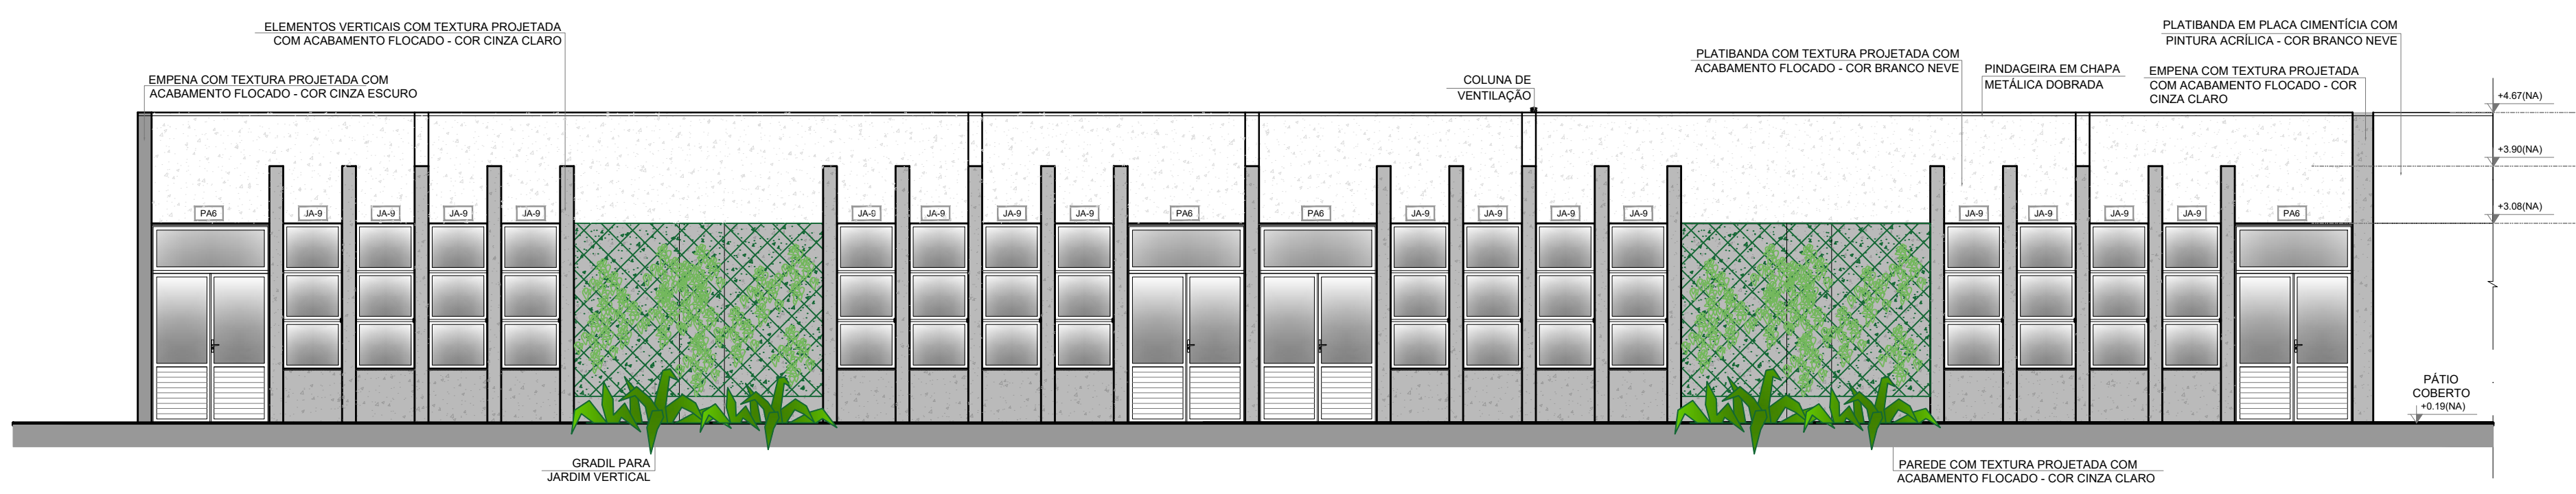 ELEMENTOS VERTICAIS COM TEXTURA PROJETADA
COM ACABAMENTO FLOCADO - COR CINZA CLARO
EMPENA COM TEXTURA PROJETADA COM
ACABAMENTO FLOCADO - COR CINZA ESCURO
COLUNA DE
VENTILAÇÃO
PLATIBANDA COM TEXTURA PROJETADA COM
ACABAMENTO FLOCADO - COR BRANCO NEVE
PINDAGEIRA EM CHAPA
METÁLICA DOBRADA
PLATIBANDA EM PLACA CIMENTÍCIA COM
PINTURA ACRÍLICA - COR BRANCO NEVE
EMPENA COM TEXTURA PROJETADA
COM ACABAMENTO FLOCADO - COR
CINZA CLARO
+4.67(NA)
+3.90(NA)
+3.08(NA)
PA6 JA-9 JA-9 JA-9 JA-9 JA-9 JA-9 JA-9 JA-9 PA6 PA6 JA-9 JA-9 JA-9 JA-9 JA-9 JA-9 JA-9 JA-9 PA6
PÁTIO
COBERTO
+0.19(NA)
GRADIL PARA
JARDIM VERTICAL
PAREDE COM TEXTURA PROJETADA COM
ACABAMENTO FLOCADO - COR CINZA CLARO